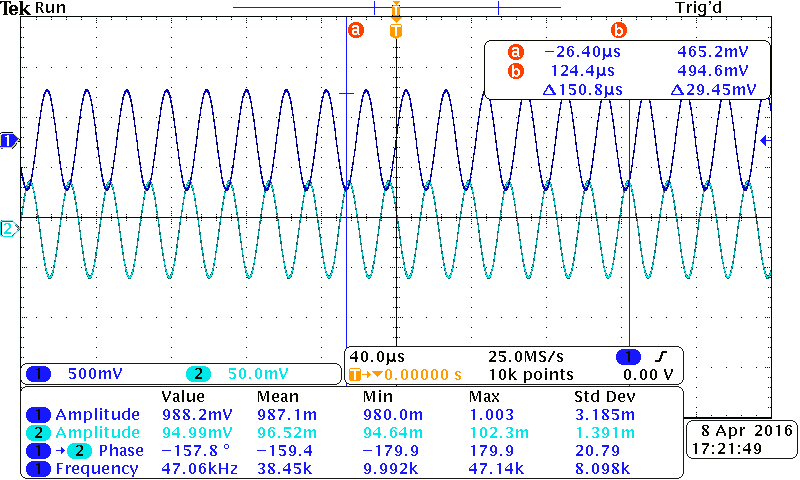 Tek Run Trig'd
a b
T
a −26.40µs 465.2mV
b 124.4µs 494.6mV
Δ150.8µs Δ29.45mV
1
2
1 500mV 2 50.0mV
40.0µs 25.0MS/s 1
T→▼0.00000 s 10k points 0.00 V
Value Mean Min Max Std Dev
1 Amplitude 988.2mV 987.1m 980.0m 1.003 3.185m
2 Amplitude 94.99mV 96.52m 94.64m 102.3m 1.391m
1 → 2 Phase −157.8 ° −159.4 −179.9 179.9 20.79
1 Frequency 47.06kHz 38.45k 9.992k 47.14k 8.098k
8 Apr 2016
17:21:49